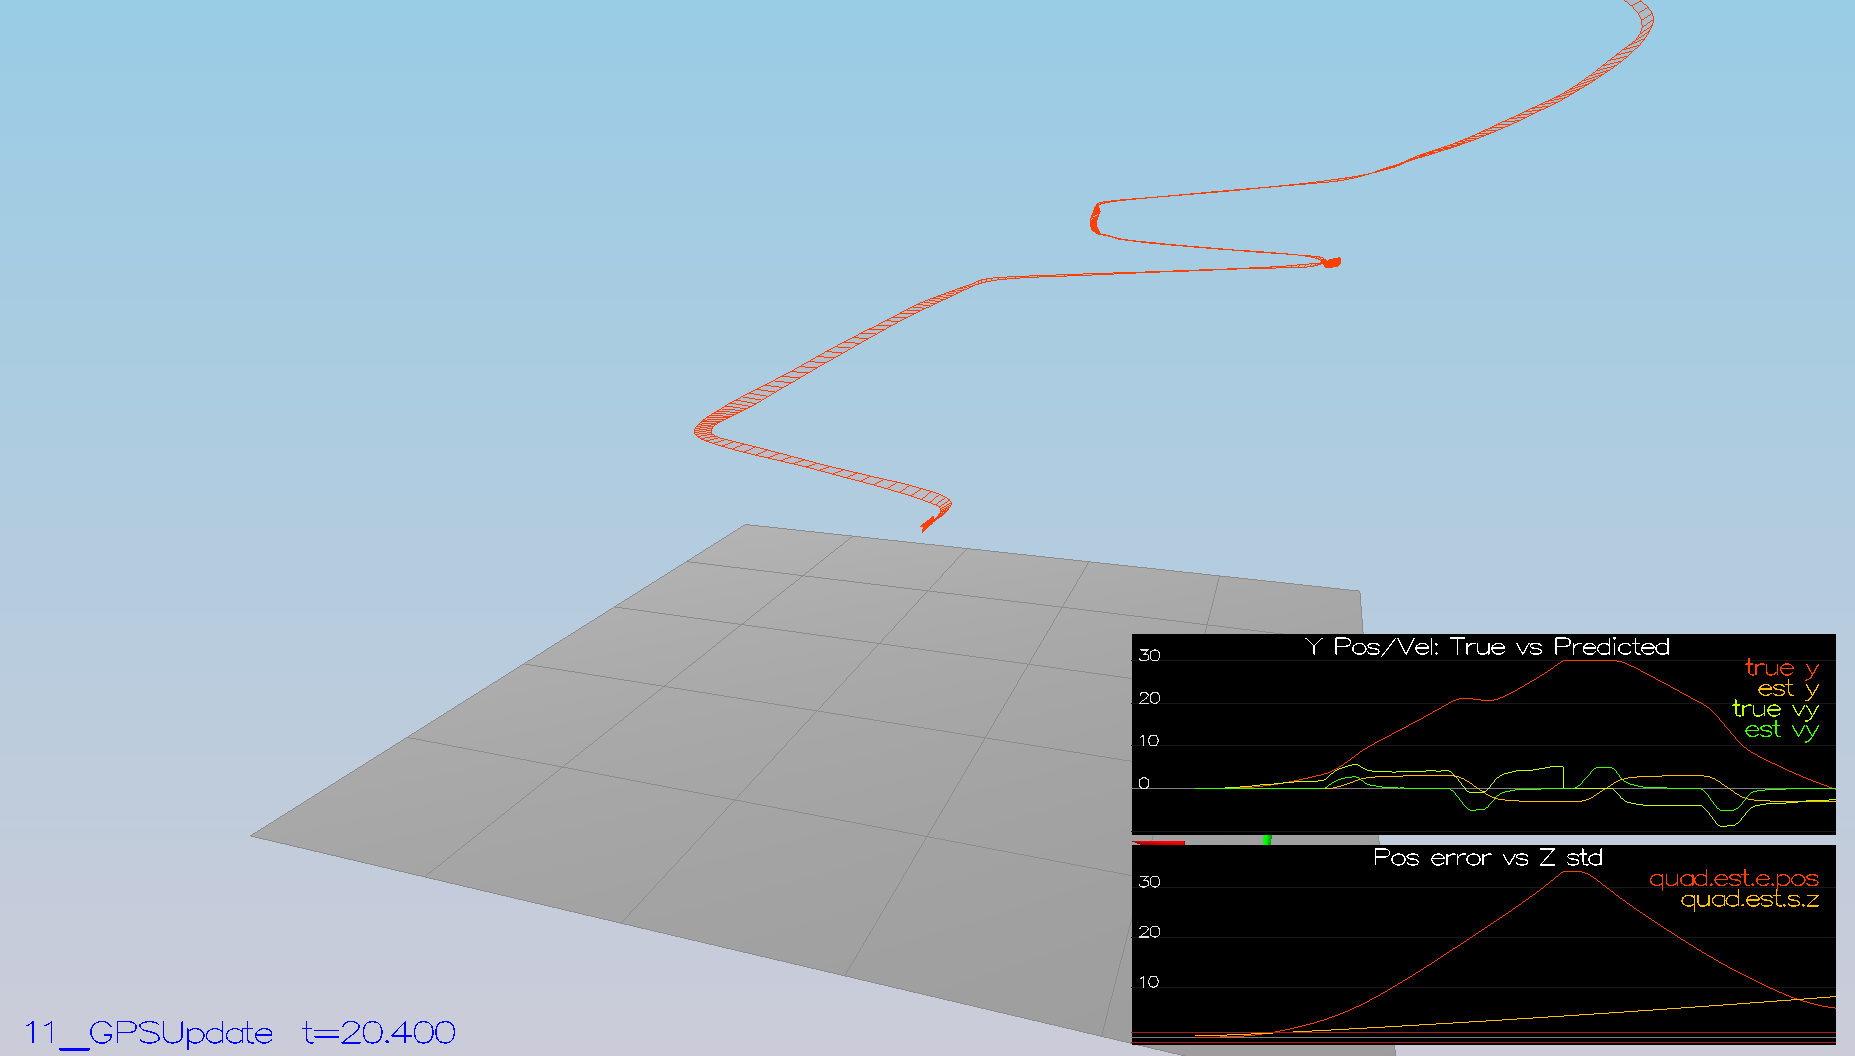 Y Pos/Vel: True vs Predicted
30
true y
est y
20
true vy
est vy
10
0
Pos error vs Z std
30
quad.est.e.pos
quad.est.s.z
20
10
11__GPSUpdate t=20.400